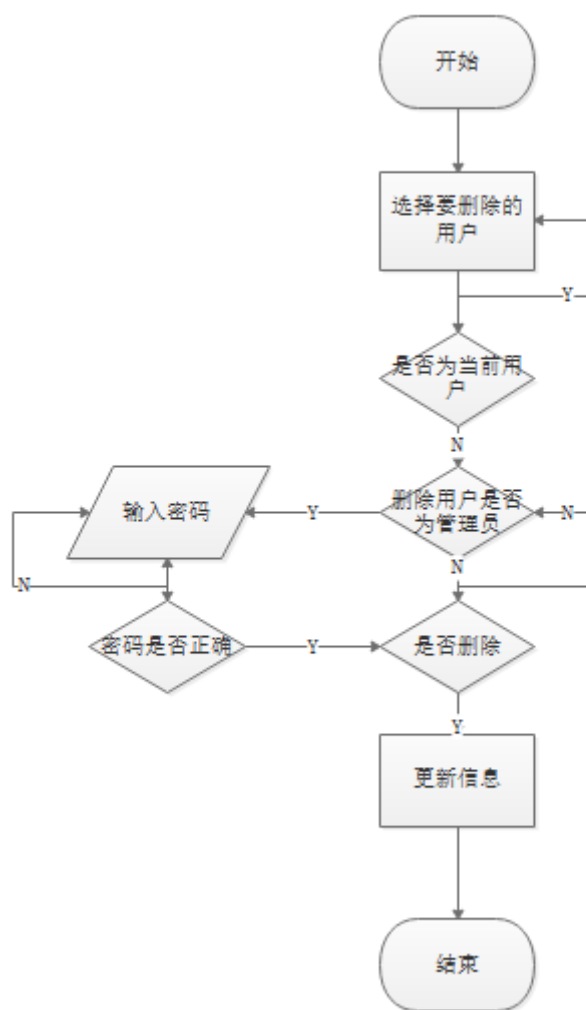 开始
选择要删除的
用户
Y
是否为当前用
户
N
输入密码
Y
删除用户是否
为管理员
N
N
N
密码是否正确
Y
是否删除
Y
更新信息
结束